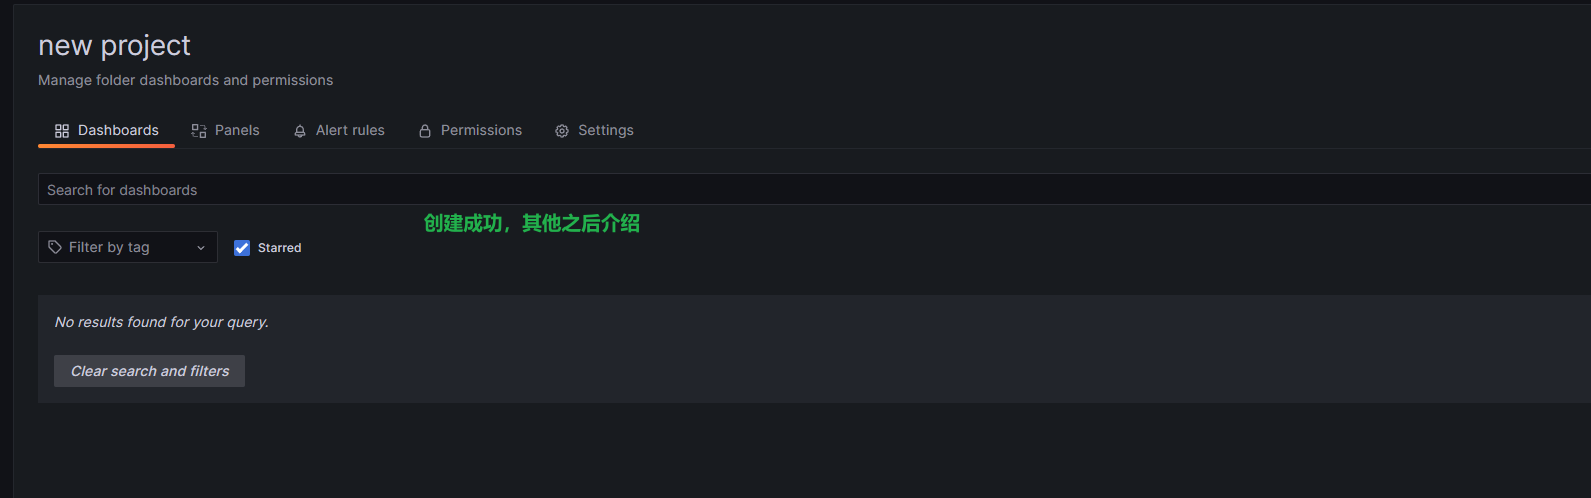 new project
Manage folder dashboards and permissions
Dashboards Panels Alert rules Permissions Settings
Search for dashboards
创建成功，其他之后介绍
Filter by tag Starred
No results found for your query.
Clear search and filters